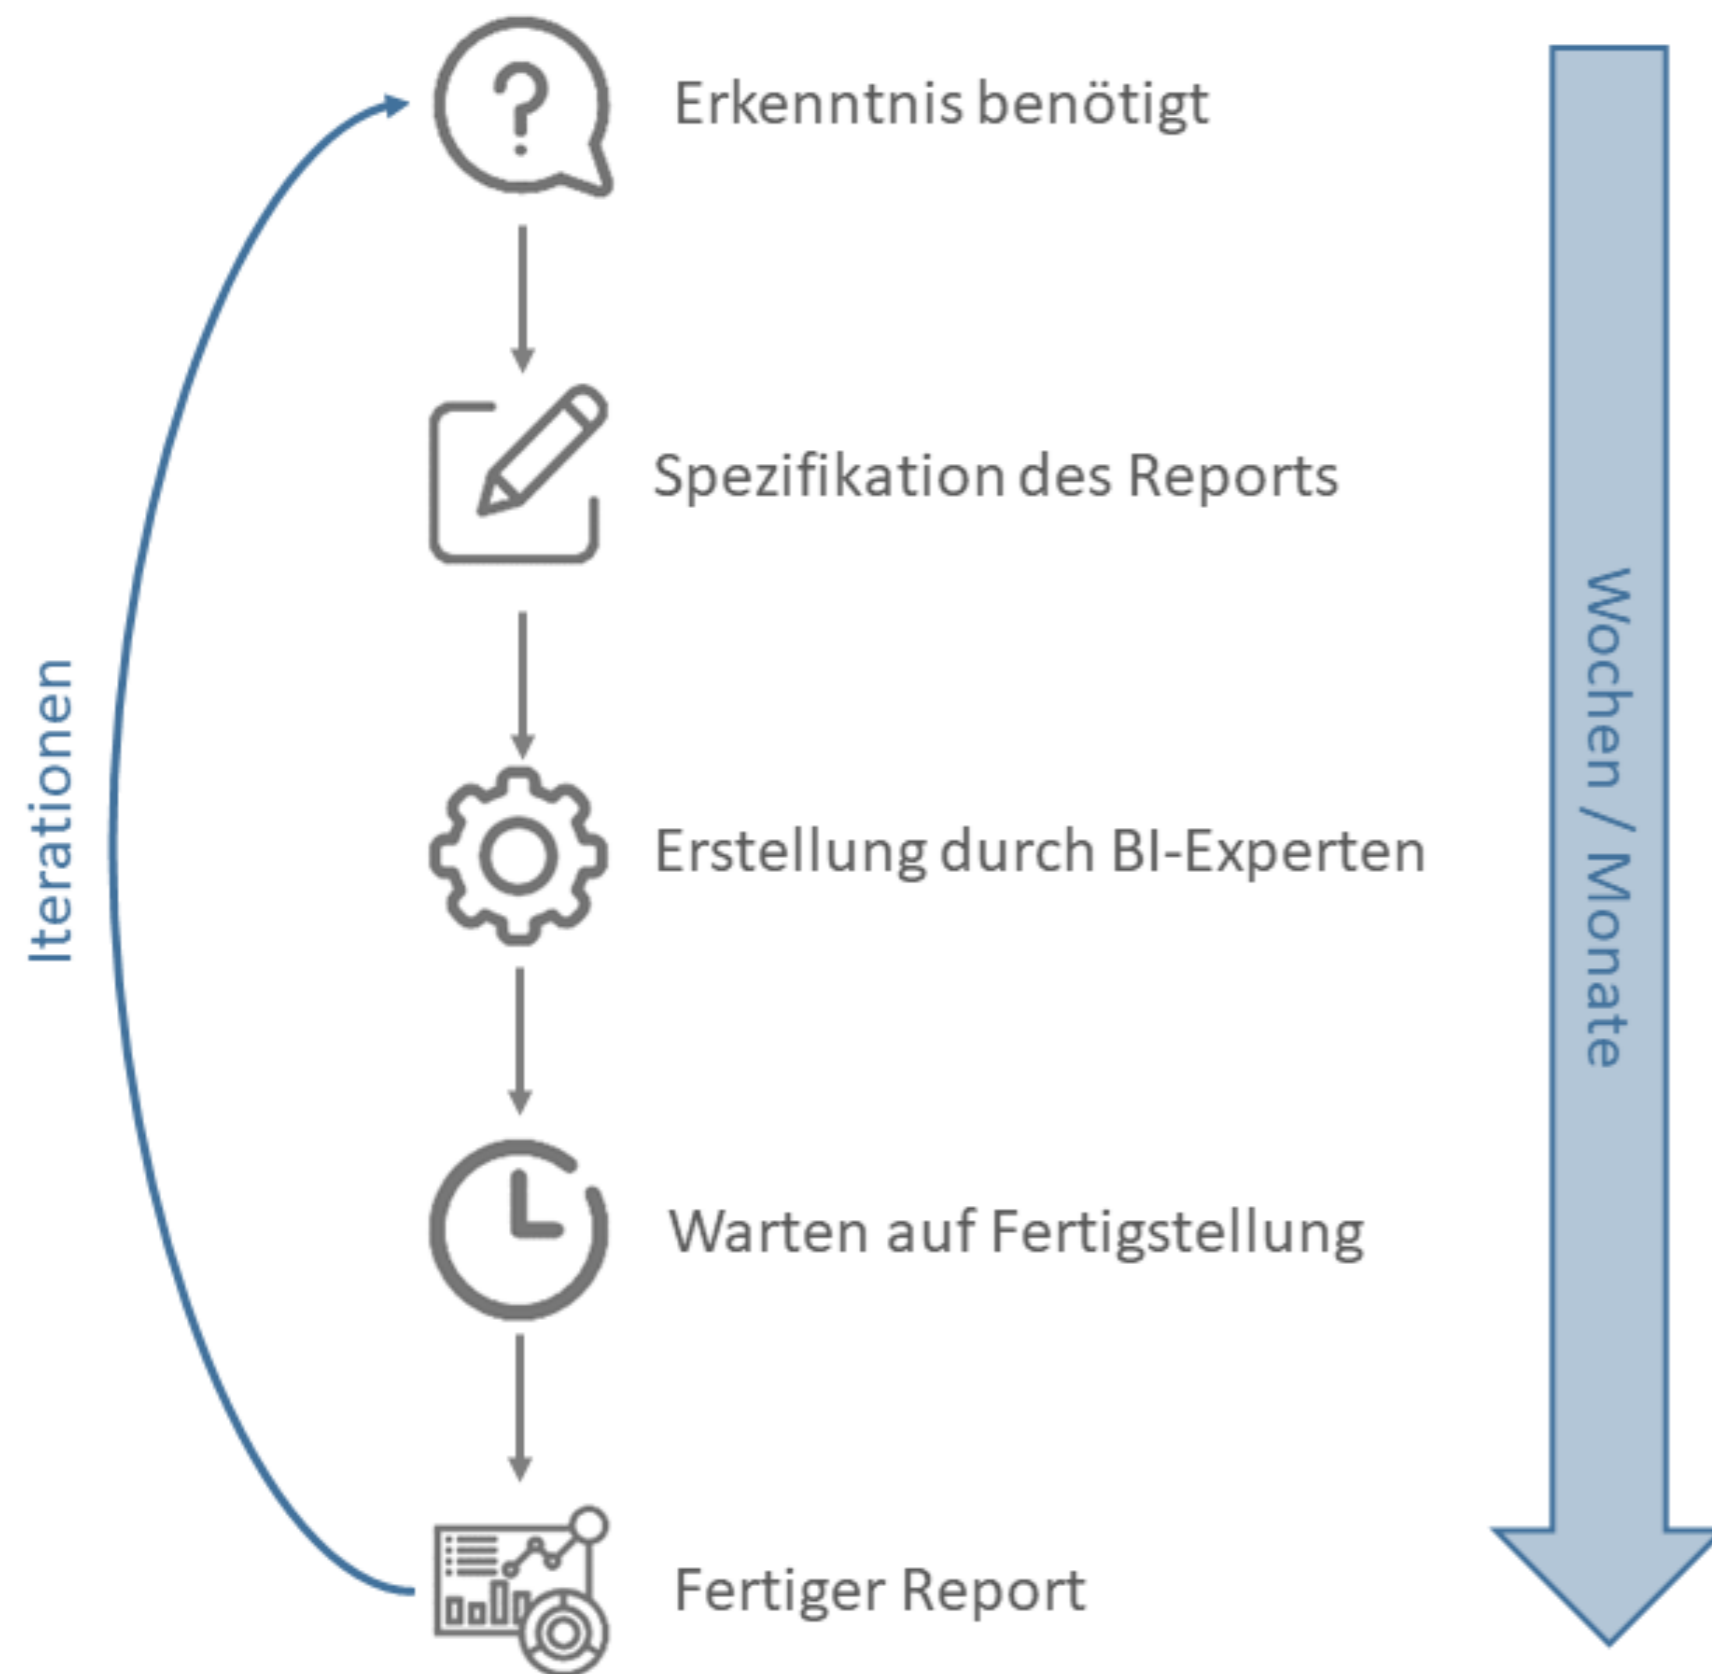 Erkenntnis benötigt
Spezifikation des Reports
Erstellung durch BI-Experten
Warten auf Fertigstellung
Fertiger Report
Iterationen
Wochen / Monate